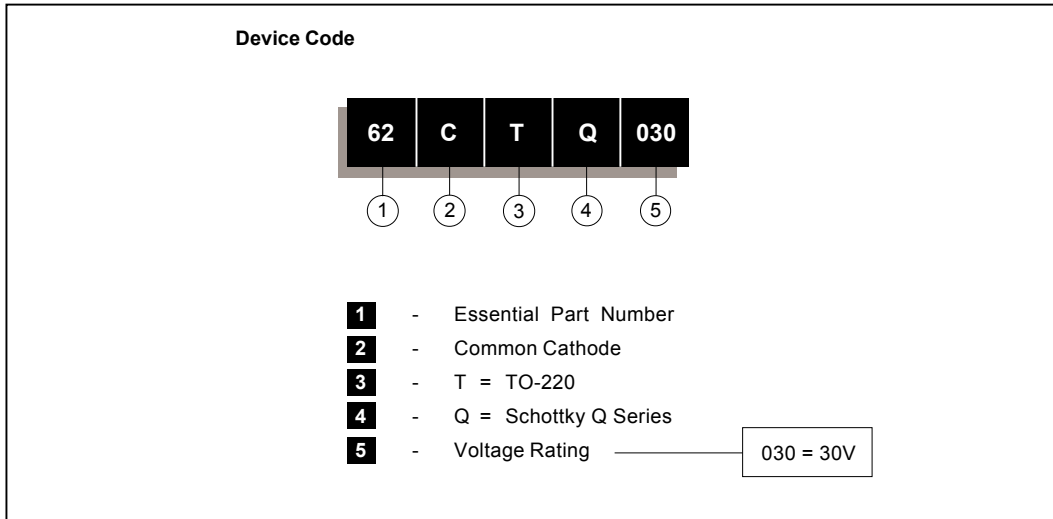 Device Code
62 C T Q 030
1 2 3 4 5
1 - Essential Part Number
2 - Common Cathode
3 - T = TO-220
4 - Q = Schottky Q Series
5 - Voltage Rating 030 = 30V